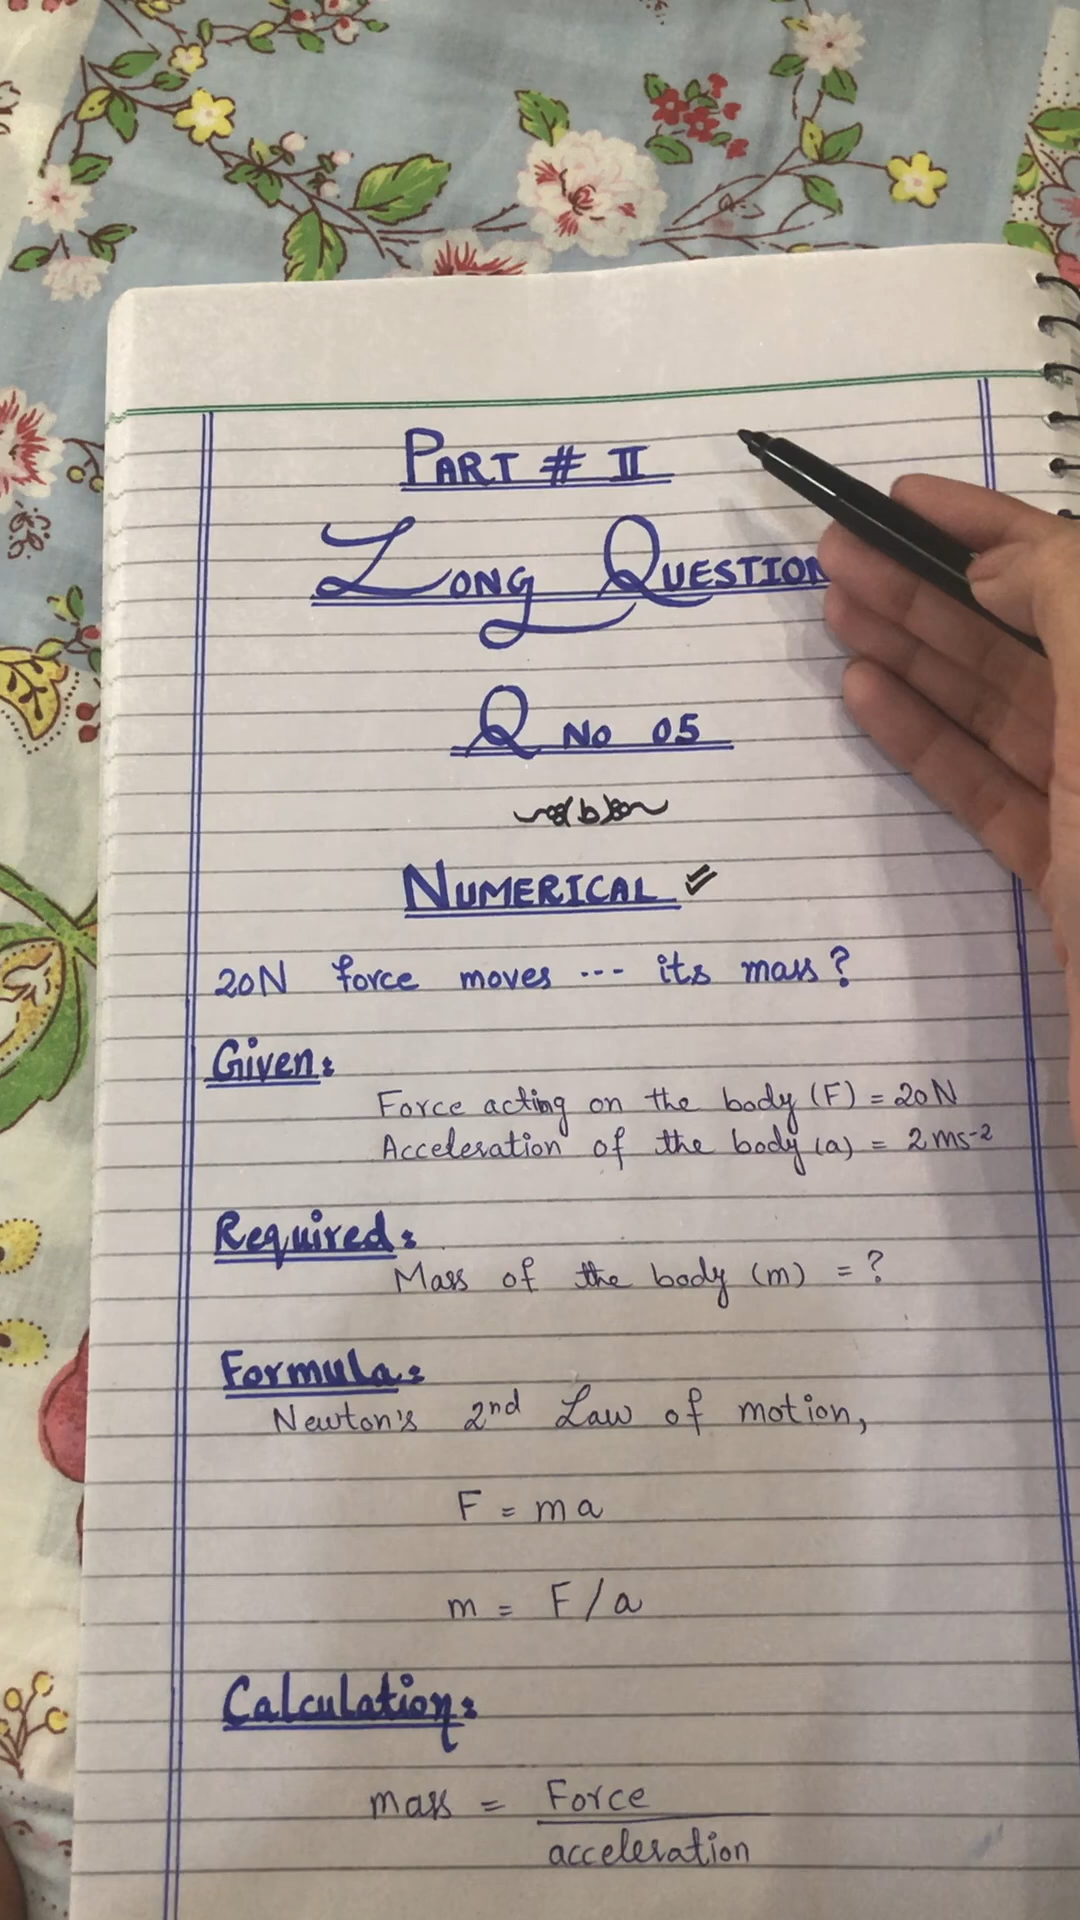 PART # II
LONG QUESTION
Q NO 05
(b)
NUMERICAL
20N force moves --- its mass?
Given:
Force acting on the body (F) = 20N
Acceleration of the body (a) = 2ms-2
Required:
Mass of the body (m) = ?
Formula:
Newton's 2nd Law of motion,
F = ma
m = F/a
Calculation:
mass = Force
acceleration